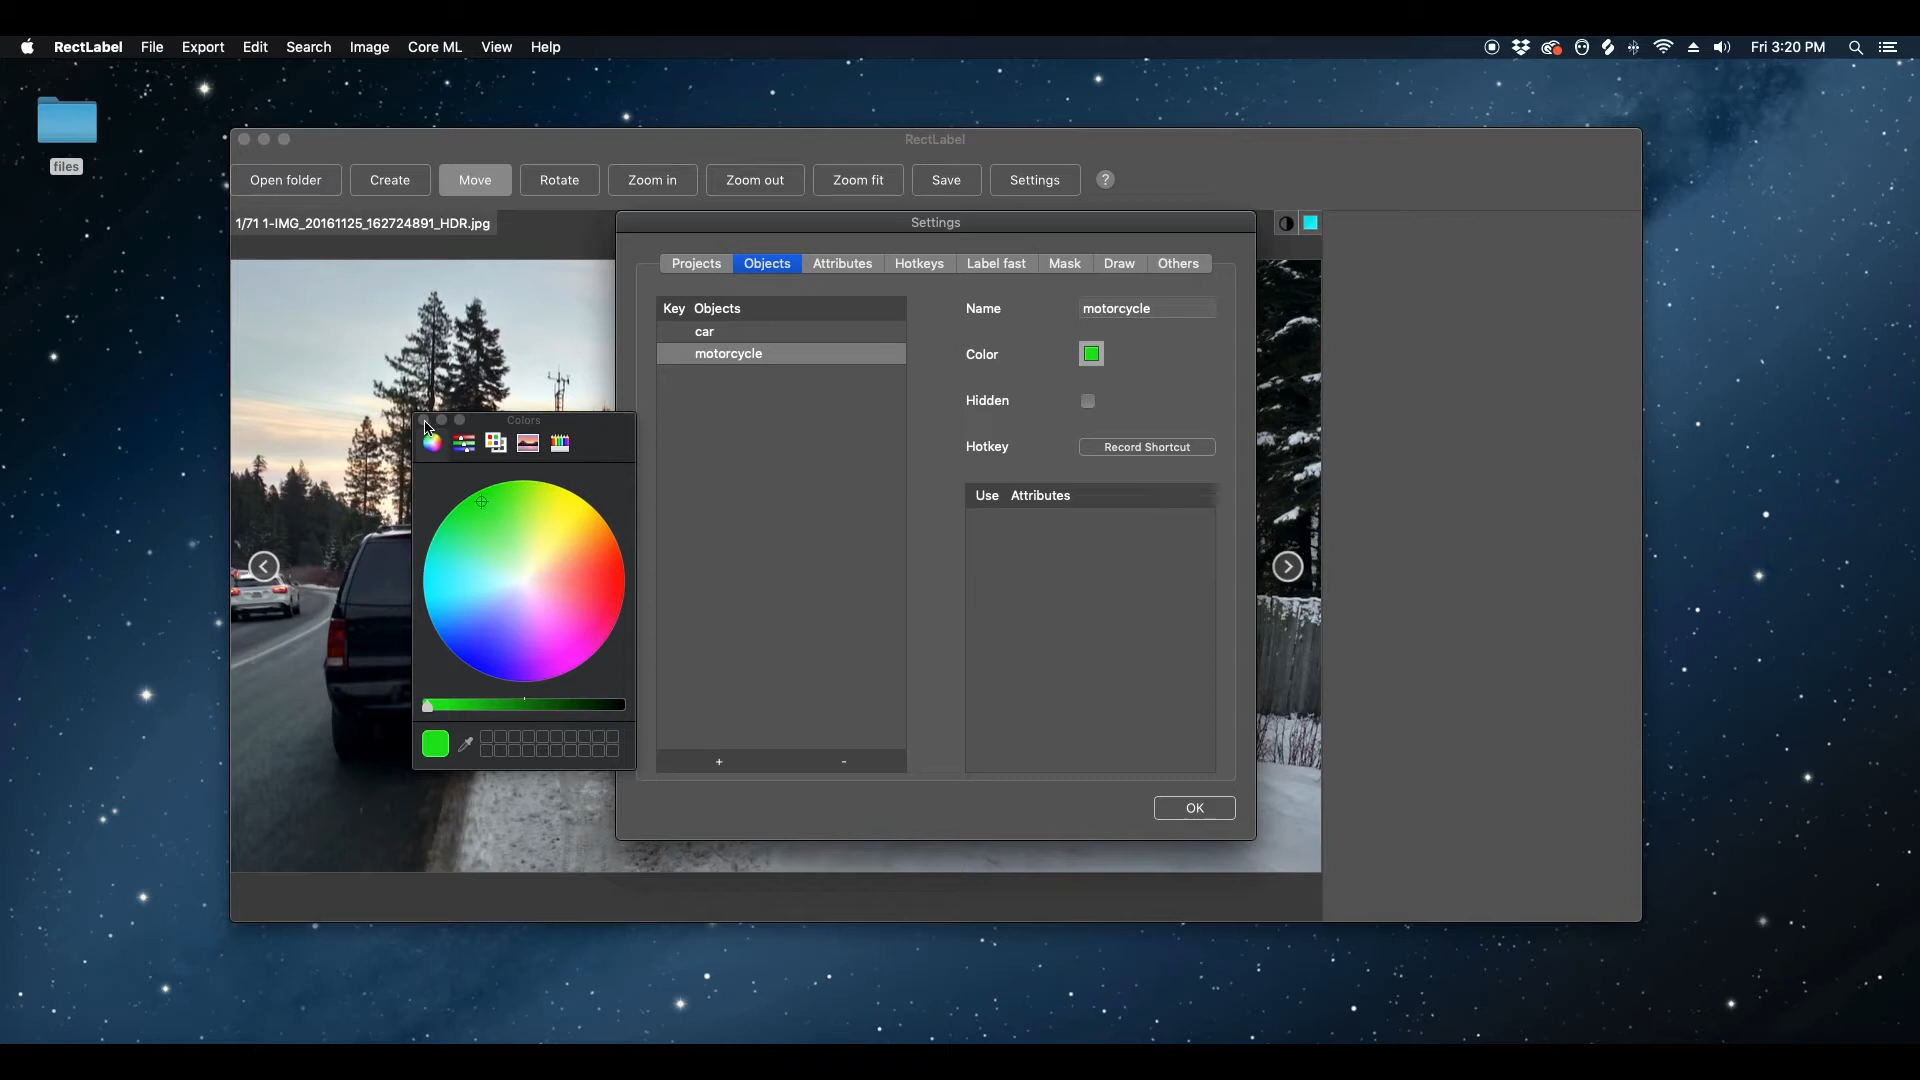 RectLabel File Export Edit Search Image Core ML View Help Fri 3:20 PM
files
RectLabel
Open folder Create Move Rotate Zoom in Zoom out Zoom fit Save Settings ?
1/71 1-IMG_20161125_162724891_HDR.jpg
Settings
Projects Objects Attributes Hotkeys Label fast Mask Draw Others
Key Objects
car
motorcycle
Name motorcycle
Color
Hidden
Hotkey Record Shortcut
Use Attributes
Colors
+ -
OK